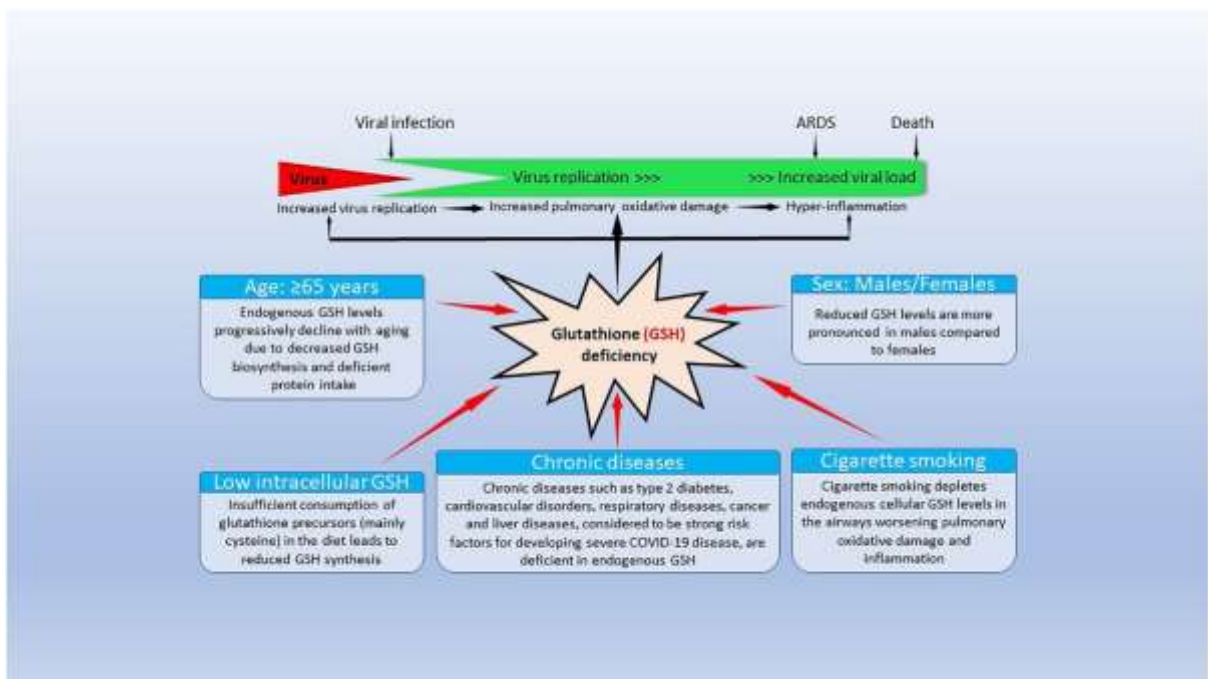 Viral infection
ARDS
Death
Virus
Virus replication >>>
>>> Increased viral load
Increased virus replication
Increased pulmonary oxidative damage
Hyper-inflammation
Age: ≥65 years
Endogenous GSH levels
progressively decline with aging
due to decreased GSH
biosynthesis and deficient
protein intake
Glutathione (GSH)
deficiency
Sex: Males/Females
Reduced GSH levels are more
pronounced in males compared
to females
Low intracellular GSH
Insufficient consumption of
glutathione precursors (mainly
cysteine) in the diet leads to
reduced GSH synthesis
Chronic diseases
Chronic diseases such as type 2 diabetes,
cardiovascular disorders, respiratory diseases, cancer
and liver diseases, considered to be strong risk
factors for developing severe COVID-19 disease, are
deficient in endogenous GSH
Cigarette smoking
Cigarette smoking depletes
endogenous cellular GSH levels in
the airways worsening pulmonary
oxidative damage and
inflammation